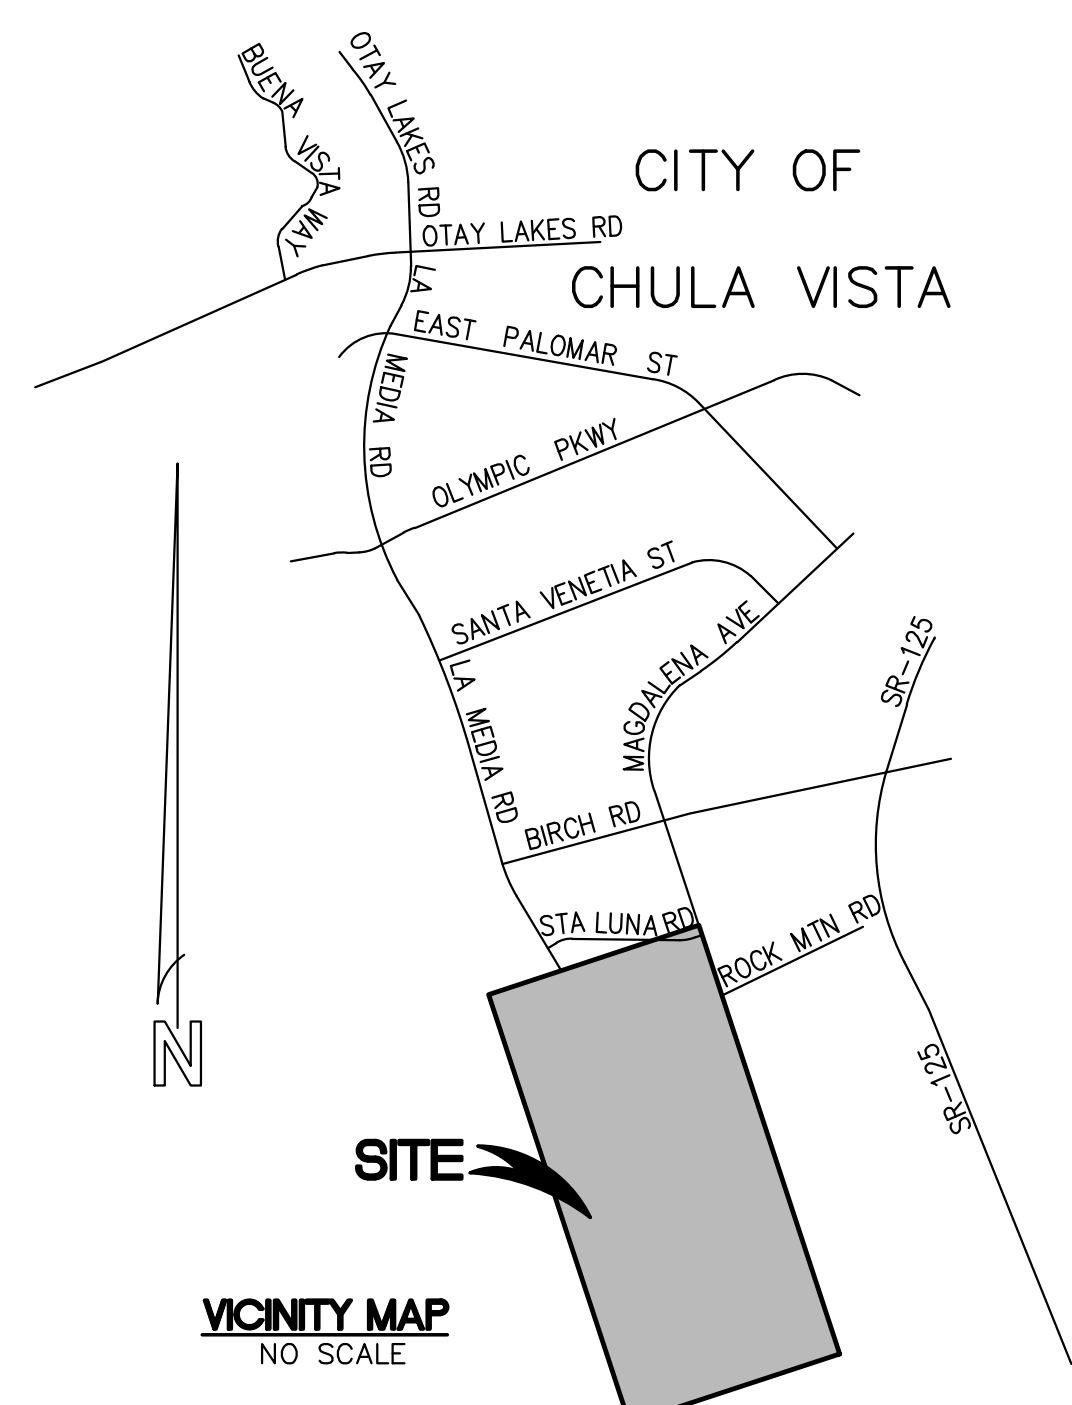 BUENA VISTA WAY
OTAY LAKES RD
CITY OF
CHULA VISTA
OTAY LAKES RD
LA MEDIA RD
EAST PALOMAR ST
OLYMPIC PKWY
SANTA VENETIA ST
MAGDALENA AVE
SR-125
LA MEDIA RD
BIRCH RD
STA LUNA RD
ROCK MTN RD
N
SR-125
SITE
VICINITY MAP
NO SCALE